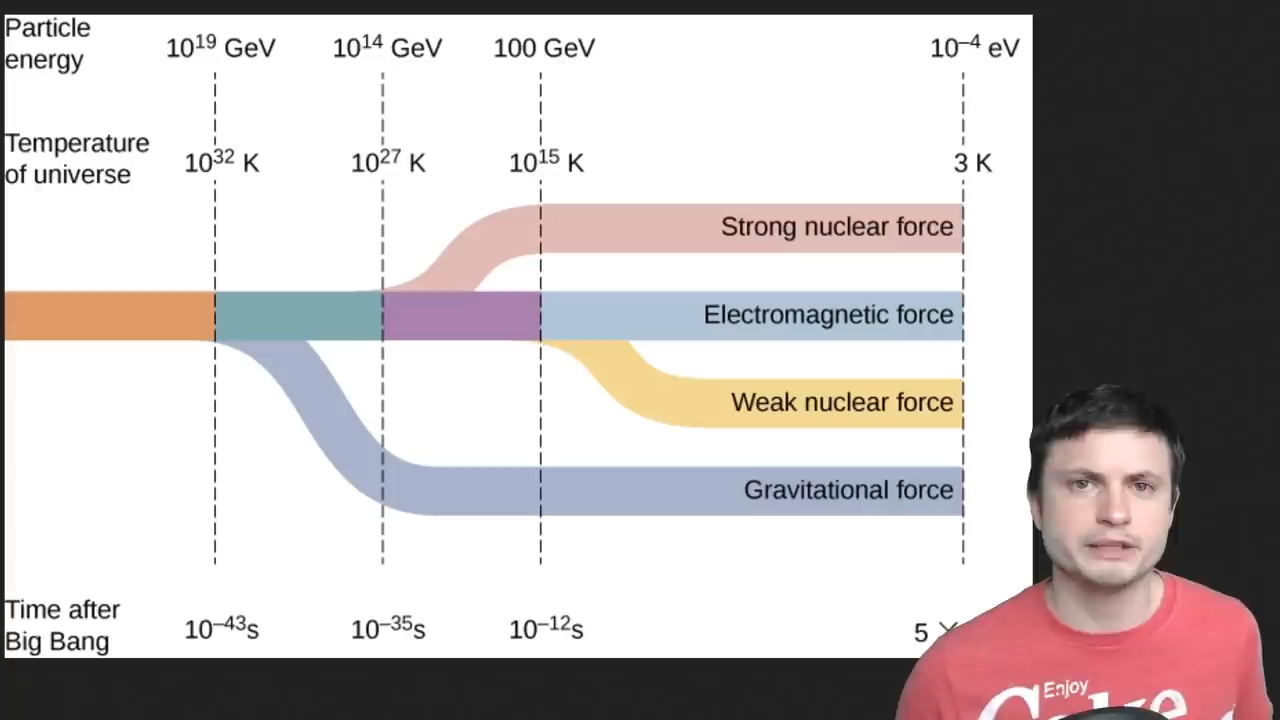 Particle
energy
10¹⁹ GeV 10¹⁴ GeV 100 GeV 10⁻⁴ eV
Temperature
of universe
10³² K 10²⁷ K 10¹⁵ K 3 K
Strong nuclear force
Electromagnetic force
Weak nuclear force
Gravitational force
Time after
Big Bang
10⁻⁴³s 10⁻³⁵s 10⁻¹²s 5 ×
Enjoy